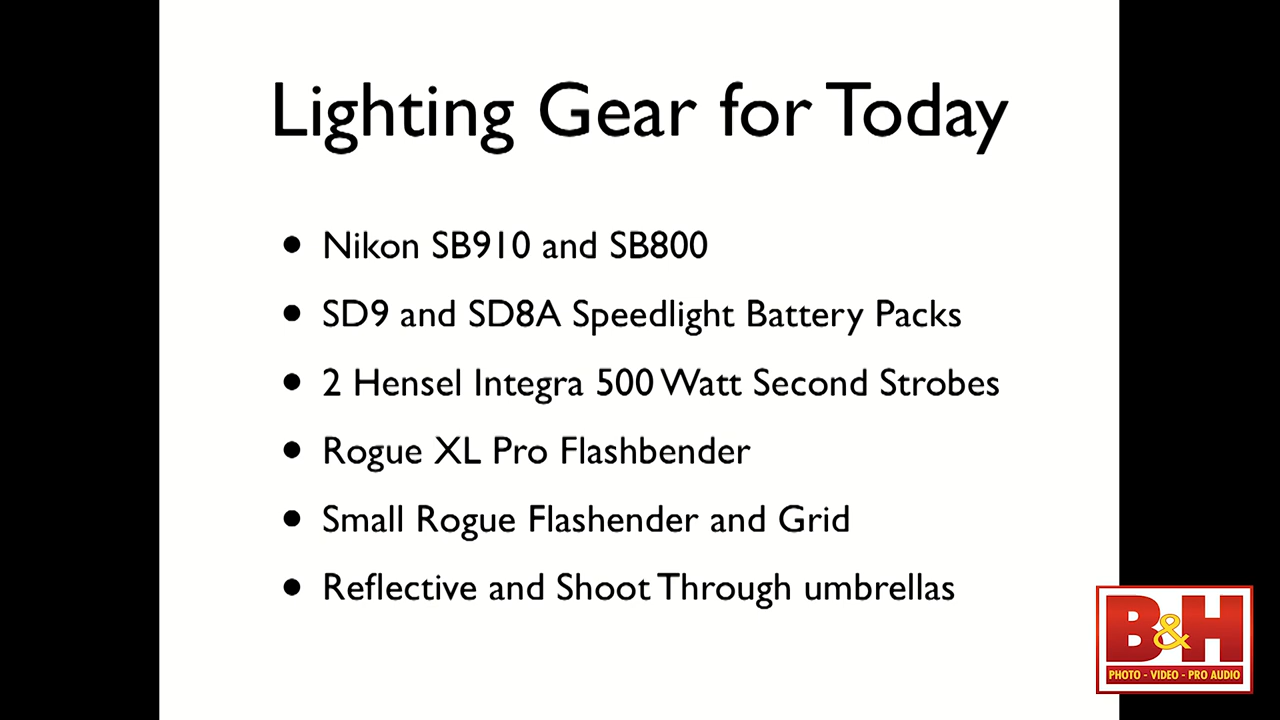 Lighting Gear for Today
• Nikon SB910 and SB800
• SD9 and SD8A Speedlight Battery Packs
• 2 Hensel Integra 500 Watt Second Strobes
• Rogue XL Pro Flashbender
• Small Rogue Flashender and Grid
• Reflective and Shoot Through umbrellas
B&H
PHOTO - VIDEO - PRO AUDIO